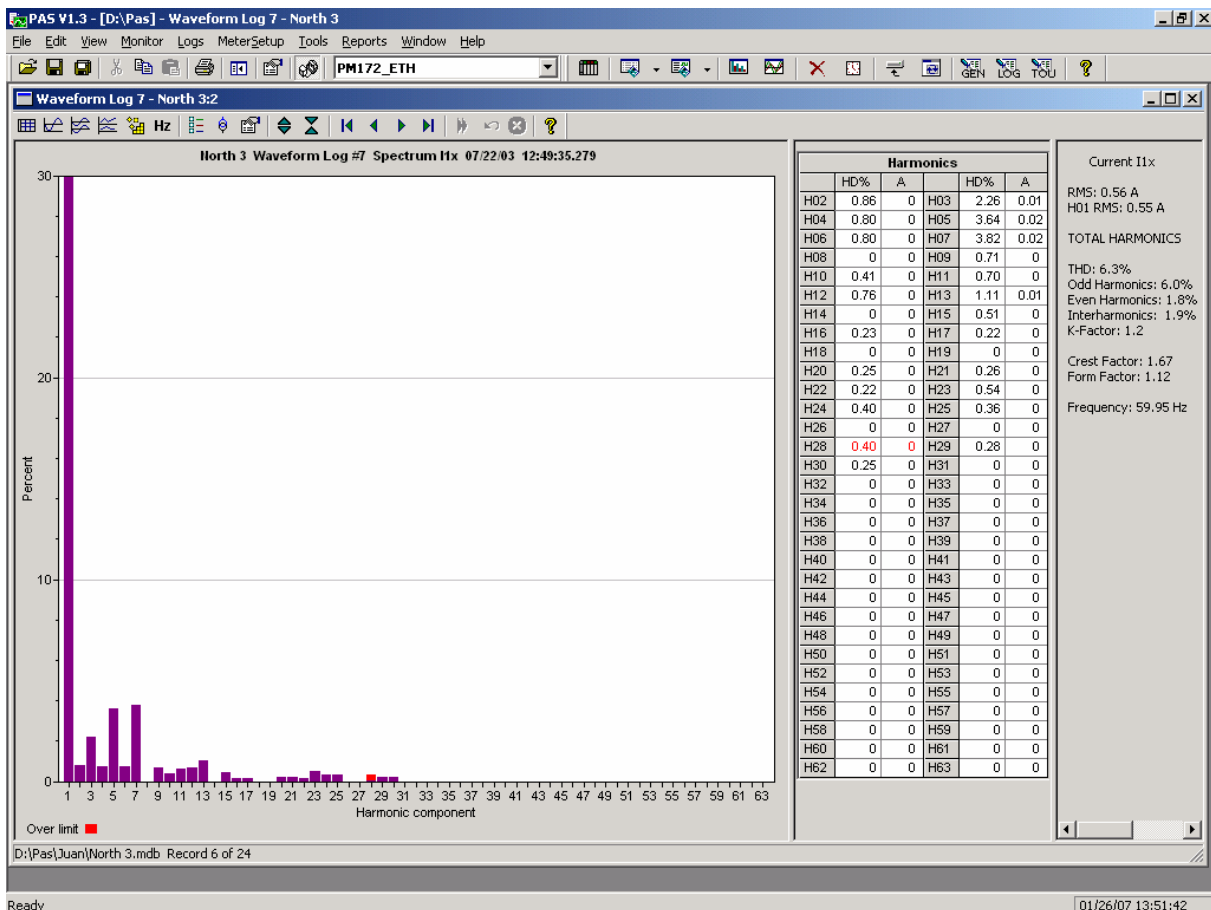 PAS V1.3 - [D:\Pas] - Waveform Log 7 - North 3
File Edit View Monitor Logs MeterSetup Tools Reports Window Help
PM172_ETH
GEN LOG TOU
Waveform Log 7 - North 3:2
Hz
North 3 Waveform Log #7 Spectrum I1x 07/22/03 12:49:35.279
30
20
10
0
Percent
1 3 5 7 9 11 13 15 17 19 21 23 25 27 29 31 33 35 37 39 41 43 45 47 49 51 53 55 57 59 61 63
Harmonic component
Over limit
Harmonics
HD% A HD% A
H02 0.86 0 H03 2.26 0.01
H04 0.80 0 H05 3.64 0.02
H06 0.80 0 H07 3.82 0.02
H08 0 0 H09 0.71 0
H10 0.41 0 H11 0.70 0
H12 0.76 0 H13 1.11 0.01
H14 0 0 H15 0.51 0
H16 0.23 0 H17 0.22 0
H18 0 0 H19 0 0
H20 0.25 0 H21 0.26 0
H22 0.22 0 H23 0.54 0
H24 0.40 0 H25 0.36 0
H26 0 0 H27 0 0
H28 0.40 0 H29 0.28 0
H30 0.25 0 H31 0 0
H32 0 0 H33 0 0
H34 0 0 H35 0 0
H36 0 0 H37 0 0
H38 0 0 H39 0 0
H40 0 0 H41 0 0
H42 0 0 H43 0 0
H44 0 0 H45 0 0
H46 0 0 H47 0 0
H48 0 0 H49 0 0
H50 0 0 H51 0 0
H52 0 0 H53 0 0
H54 0 0 H55 0 0
H56 0 0 H57 0 0
H58 0 0 H59 0 0
H60 0 0 H61 0 0
H62 0 0 H63 0 0
Current I1x
RMS: 0.56 A
H01 RMS: 0.55 A
TOTAL HARMONICS
THD: 6.3%
Odd Harmonics: 6.0%
Even Harmonics: 1.8%
Interharmonics: 1.9%
K-Factor: 1.2
Crest Factor: 1.67
Form Factor: 1.12
Frequency: 59.95 Hz
D:\Pas\Juan\North 3.mdb Record 6 of 24
Ready
01/26/07 13:51:42